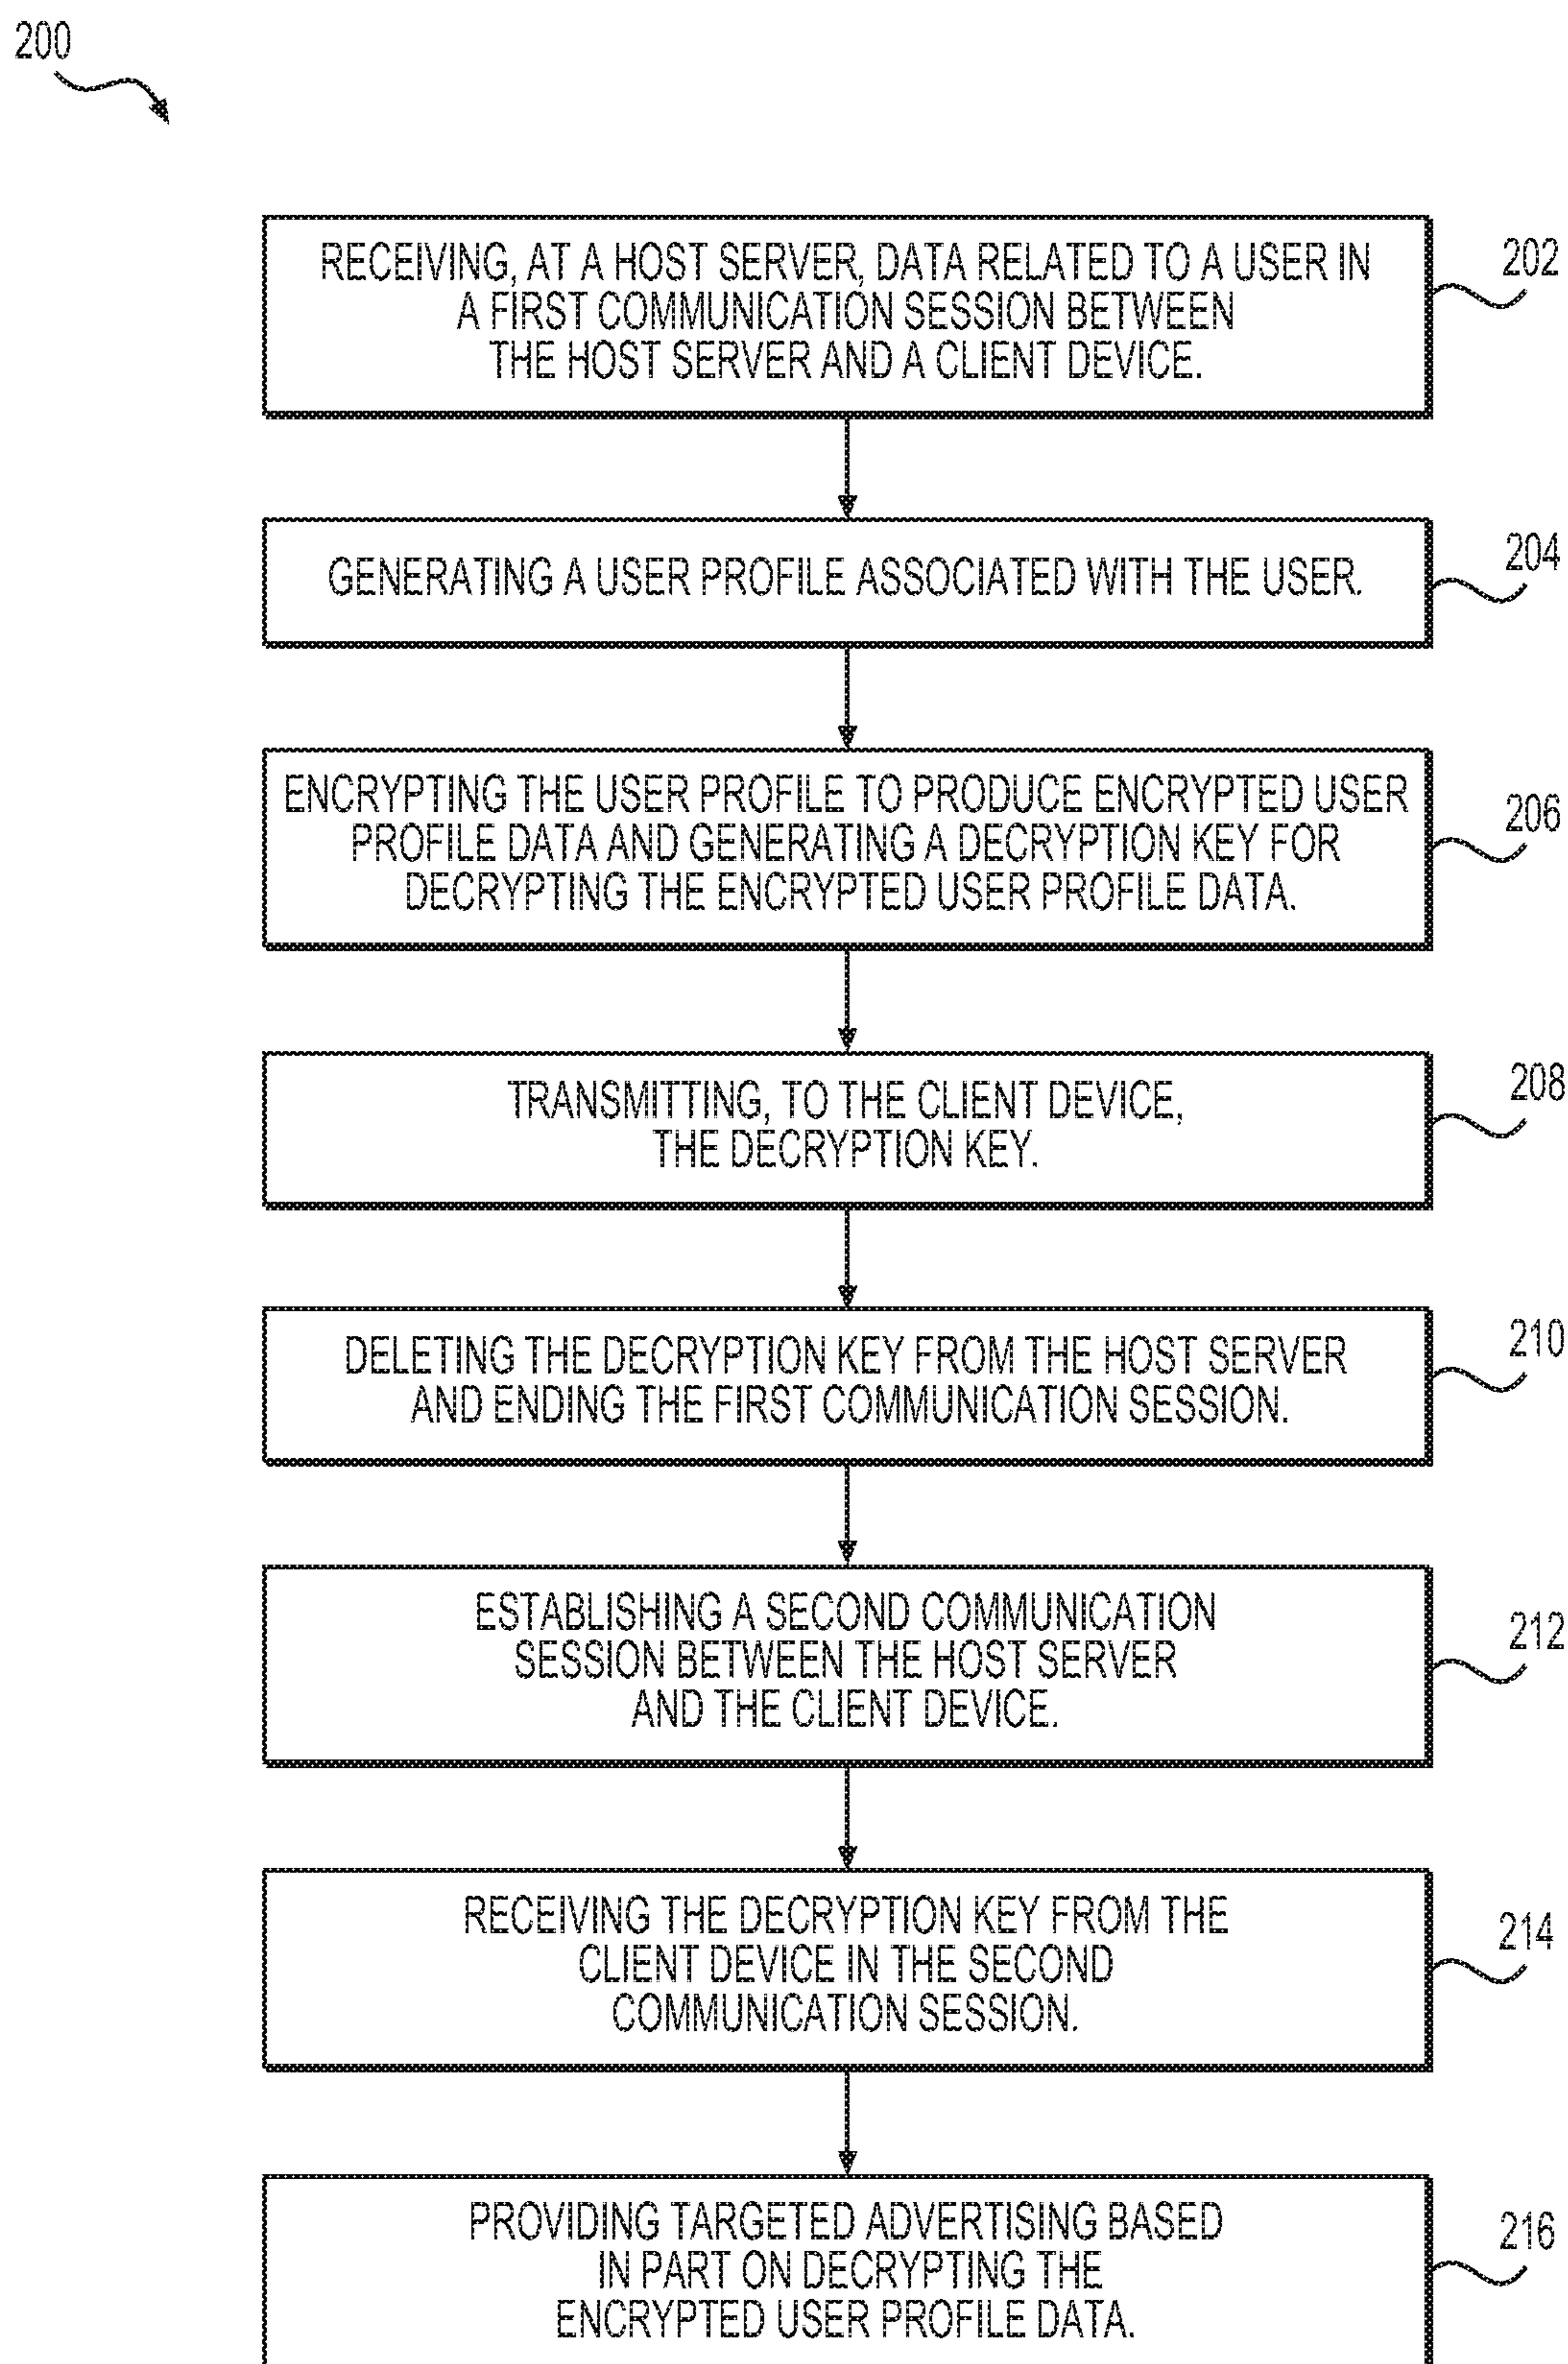 200
RECEIVING, AT A HOST SERVER, DATA RELATED TO A USER IN
A FIRST COMMUNICATION SESSION BETWEEN
THE HOST SERVER AND A CLIENT DEVICE.
202
GENERATING A USER PROFILE ASSOCIATED WITH THE USER.
204
ENCRYPTING THE USER PROFILE TO PRODUCE ENCRYPTED USER
PROFILE DATA AND GENERATING A DECRYPTION KEY FOR
DECRYPTING THE ENCRYPTED USER PROFILE DATA.
206
TRANSMITTING, TO THE CLIENT DEVICE,
THE DECRYPTION KEY.
208
DELETING THE DECRYPTION KEY FROM THE HOST SERVER
AND ENDING THE FIRST COMMUNICATION SESSION.
210
ESTABLISHING A SECOND COMMUNICATION
SESSION BETWEEN THE HOST SERVER
AND THE CLIENT DEVICE.
212
RECEIVING THE DECRYPTION KEY FROM THE
CLIENT DEVICE IN THE SECOND
COMMUNICATION SESSION.
214
PROVIDING TARGETED ADVERTISING BASED
IN PART ON DECRYPTING THE
ENCRYPTED USER PROFILE DATA.
216